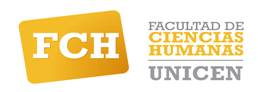 FCH
FACULTAD DE
CIENCIAS
HUMANAS
UNICEN